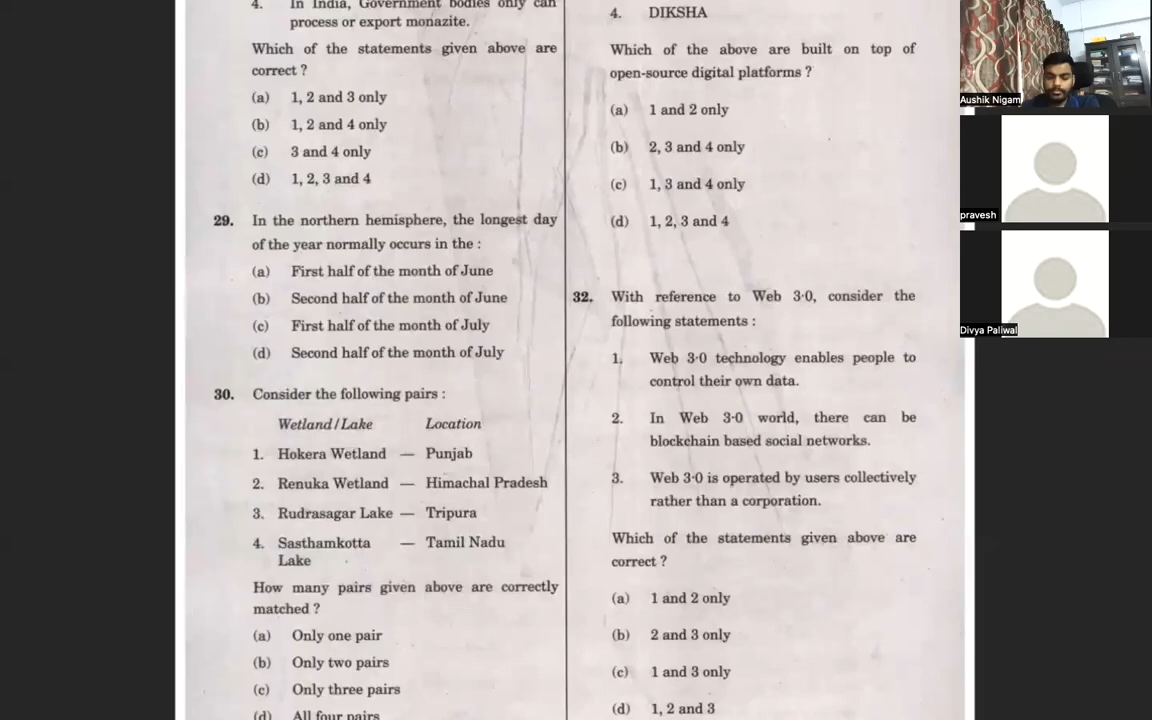 4. In India, Government bodies only can
process or export monazite.
Which of the statements given above are
correct ?
(a) 1, 2 and 3 only
(b) 1, 2 and 4 only
(c) 3 and 4 only
(d) 1, 2, 3 and 4
29. In the northern hemisphere, the longest day
of the year normally occurs in the :
(a) First half of the month of June
(b) Second half of the month of June
(c) First half of the month of July
(d) Second half of the month of July
30. Consider the following pairs :
Wetland/Lake Location
1. Hokera Wetland — Punjab
2. Renuka Wetland — Himachal Pradesh
3. Rudrasagar Lake — Tripura
4. Sasthamkotta — Tamil Nadu
Lake
How many pairs given above are correctly
matched ?
(a) Only one pair
(b) Only two pairs
(c) Only three pairs
(d) All four pairs
4. DIKSHA
Which of the above are built on top of
open-source digital platforms ?
(a) 1 and 2 only
(b) 2, 3 and 4 only
(c) 1, 3 and 4 only
(d) 1, 2, 3 and 4
32. With reference to Web 3·0, consider the
following statements :
1. Web 3·0 technology enables people to
control their own data.
2. In Web 3·0 world, there can be
blockchain based social networks.
3. Web 3·0 is operated by users collectively
rather than a corporation.
Which of the statements given above are
correct ?
(a) 1 and 2 only
(b) 2 and 3 only
(c) 1 and 3 only
(d) 1, 2 and 3
Aushik Nigam
pravesh
Divya Paliwal